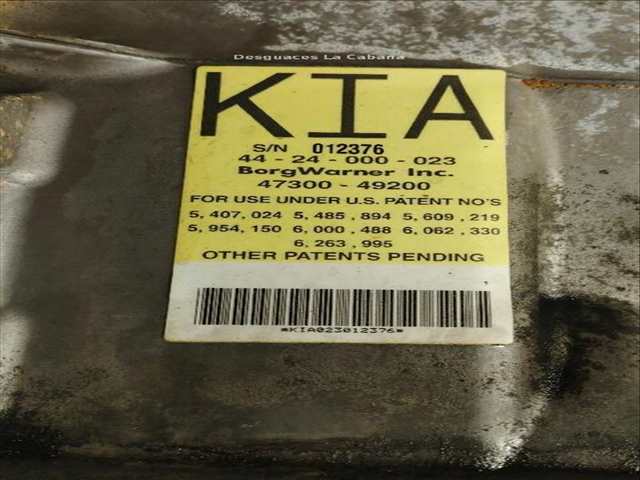 Desguaces La Cabaña
KIA
S/N 012376
44-24-000-023
BorgWarner Inc.
47300-49200
FOR USE UNDER U.S. PATENT NO'S
5,407,024 5,485,894 5,609,219
5,954,150 6,000,488 6,062,330
6,263,995
OTHER PATENTS PENDING
*KIA023012376*